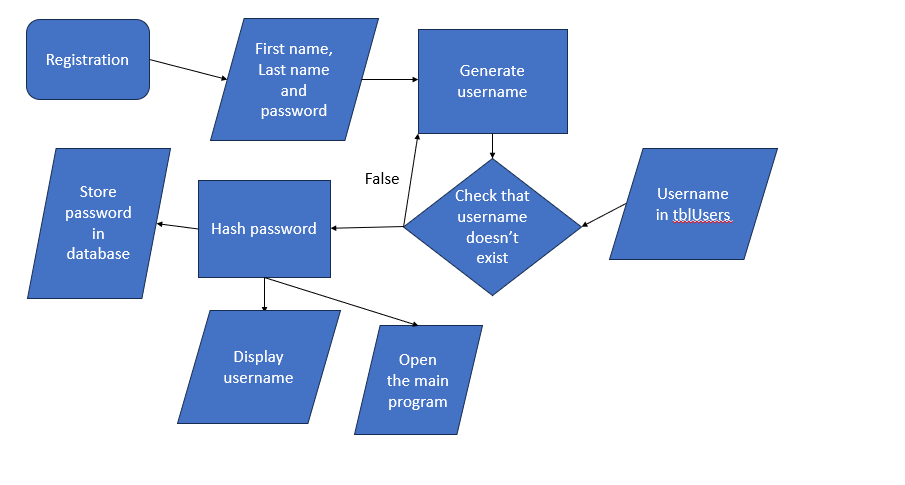 Registration
First name,
Last name
and
password
Generate
username
False
Check that
username
doesn't
exist
Username
in tblUsers
Store
password
in
database
Hash password
Display
username
Open
the main
program